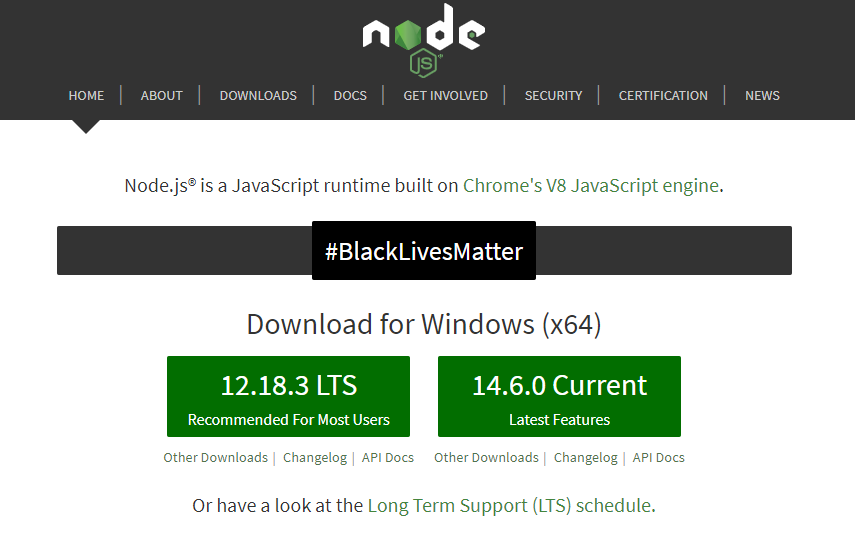 node
JS®
HOME | ABOUT | DOWNLOADS | DOCS | GET INVOLVED | SECURITY | CERTIFICATION | NEWS
Node.js® is a JavaScript runtime built on Chrome's V8 JavaScript engine.
#BlackLivesMatter
Download for Windows (x64)
12.18.3 LTS 14.6.0 Current
Recommended For Most Users Latest Features
Other Downloads | Changelog | API Docs Other Downloads | Changelog | API Docs
Or have a look at the Long Term Support (LTS) schedule.